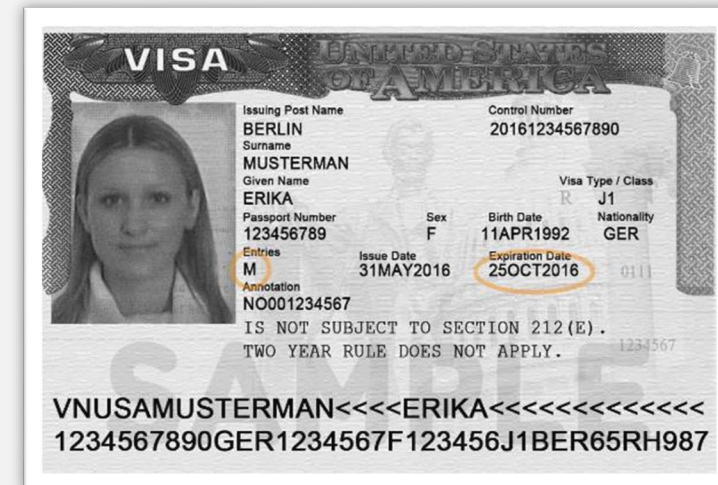 VISA UNITED STATES OF AMERICA
Issuing Post Name Control Number
BERLIN 20161234567890
Surname
MUSTERMAN
Given Name Visa Type / Class
ERIKA R J1
Passport Number Sex Birth Date Nationality
123456789 F 11APR1992 GER
Entries Issue Date Expiration Date
M 31MAY2016 25OCT2016 0111
Annotation
NO001234567
IS NOT SUBJECT TO SECTION 212(E).
TWO YEAR RULE DOES NOT APPLY. 1234567
SAMPLE
VNUSAMUSTERMAN<<<<ERIKA<<<<<<<<<<<<<
1234567890GER1234567F123456J1BER65RH987